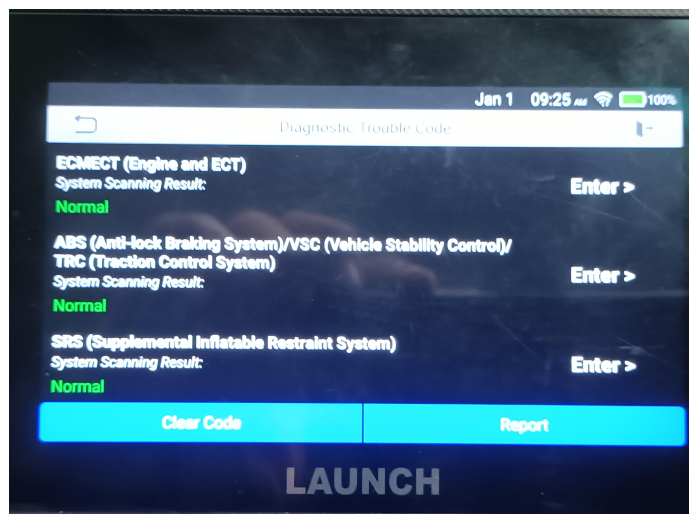 Jan 1 09:25 AM 100%
Diagnostic Trouble Code
ECMECT (Engine and ECT)
System Scanning Result:
Enter >
Normal
ABS (Anti-lock Braking System)/VSC (Vehicle Stability Control)/
TRC (Traction Control System)
System Scanning Result:
Enter >
Normal
SRS (Supplemental Inflatable Restraint System)
System Scanning Result:
Enter >
Normal
Clear Code
Report
LAUNCH